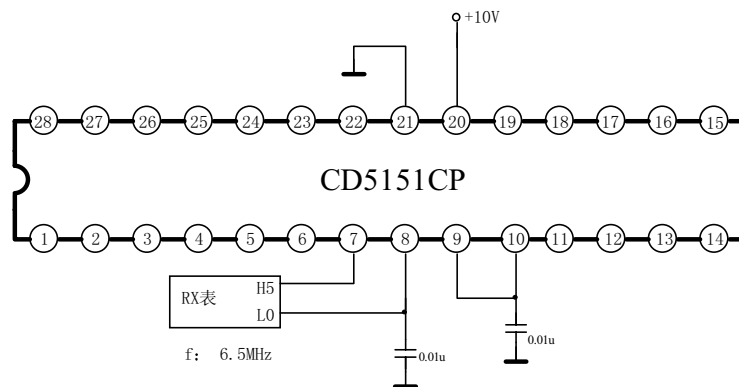 +10V
28 27 26 25 24 23 22 21 20 19 18 17 16 15
CD5151CP
1 2 3 4 5 6 7 8 9 10 11 12 13 14
RX表 H5
LO
0.01u
0.01u
f: 6.5MHz